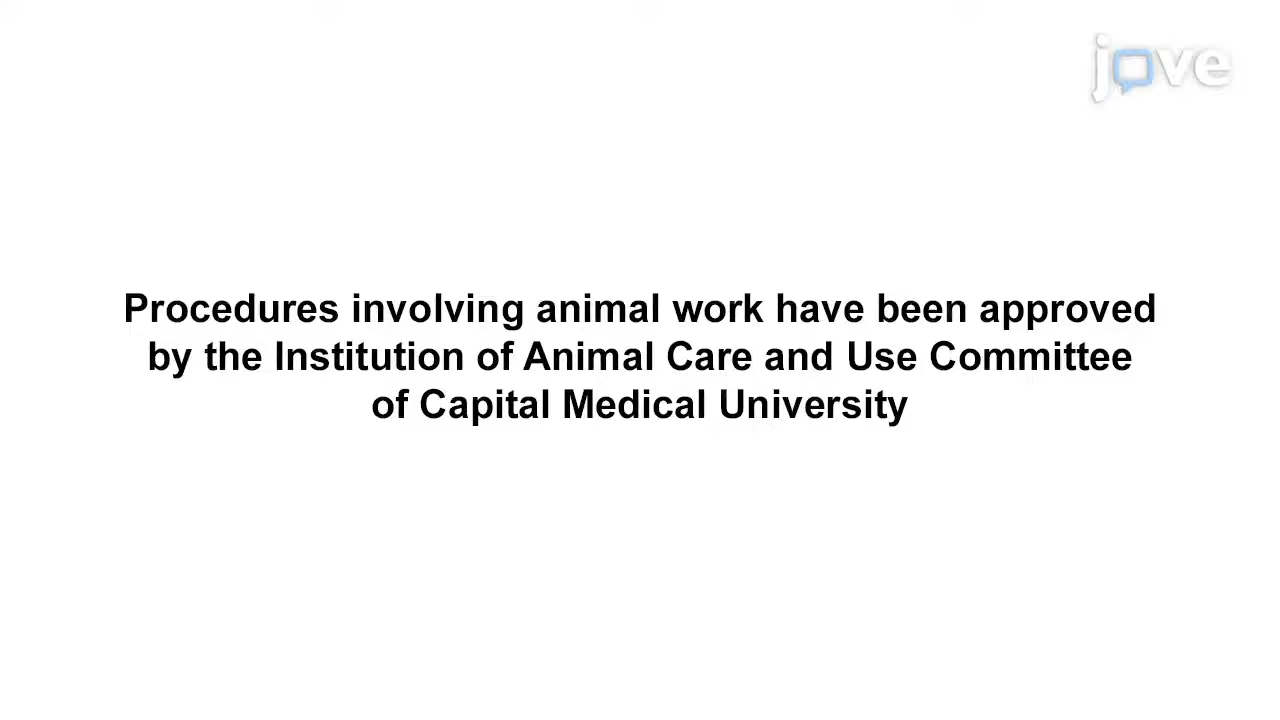 jove
Procedures involving animal work have been approved
by the Institution of Animal Care and Use Committee
of Capital Medical University